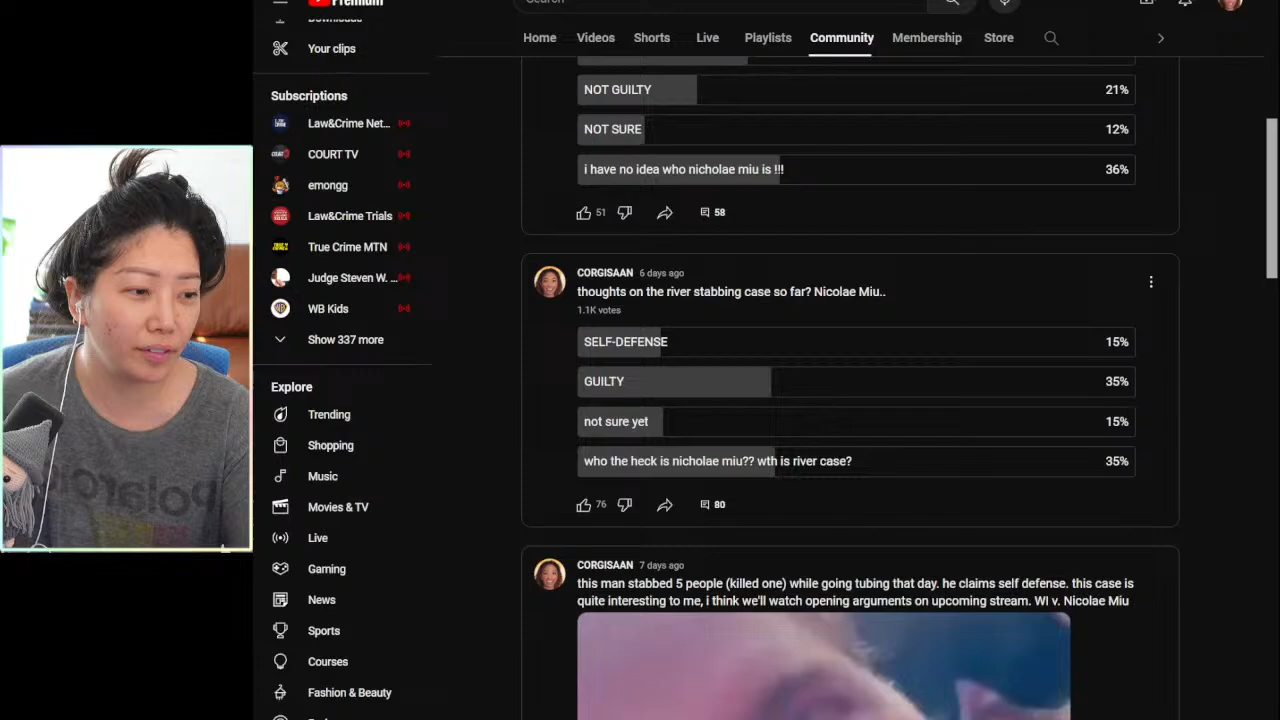 Premium
Search
Downloads
Your clips
Subscriptions
Law&Crime Net...
COURT TV
emongg
Law&Crime Trials
True Crime MTN
Judge Steven W. ...
WB Kids
Show 337 more
Explore
Trending
Shopping
Music
Movies & TV
Live
Gaming
News
Sports
Courses
Fashion & Beauty
Home Videos Shorts Live Playlists Community Membership Store
NOT GUILTY 21%
NOT SURE 12%
i have no idea who nicholae miu is !!! 36%
51 58
CORGISAAN 6 days ago
thoughts on the river stabbing case so far? Nicolae Miu..
1.1K votes
SELF-DEFENSE 15%
GUILTY 35%
not sure yet 15%
who the heck is nicholae miu?? wth is river case? 35%
76 80
CORGISAAN 7 days ago
this man stabbed 5 people (killed one) while going tubing that day. he claims self defense. this case is
quite interesting to me, i think we'll watch opening arguments on upcoming stream. WI v. Nicolae Miu
Polaroid